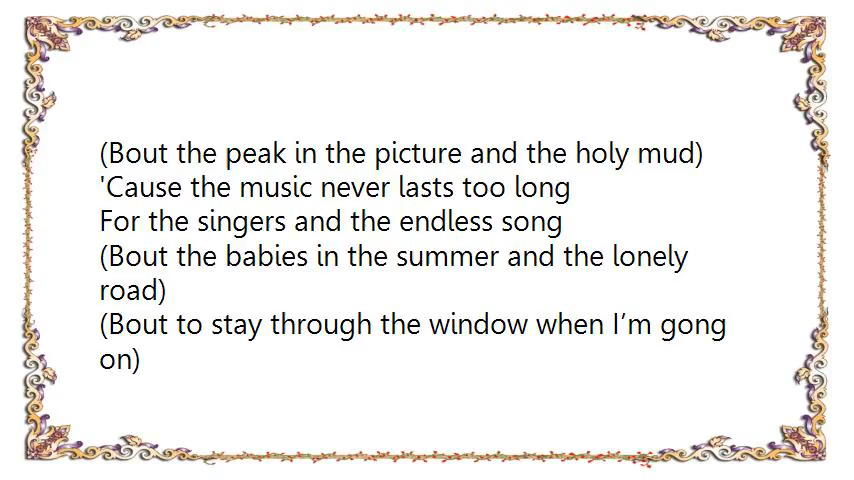 (Bout the peak in the picture and the holy mud)
'Cause the music never lasts too long
For the singers and the endless song
(Bout the babies in the summer and the lonely
road)
(Bout to stay through the window when I’m gong
on)